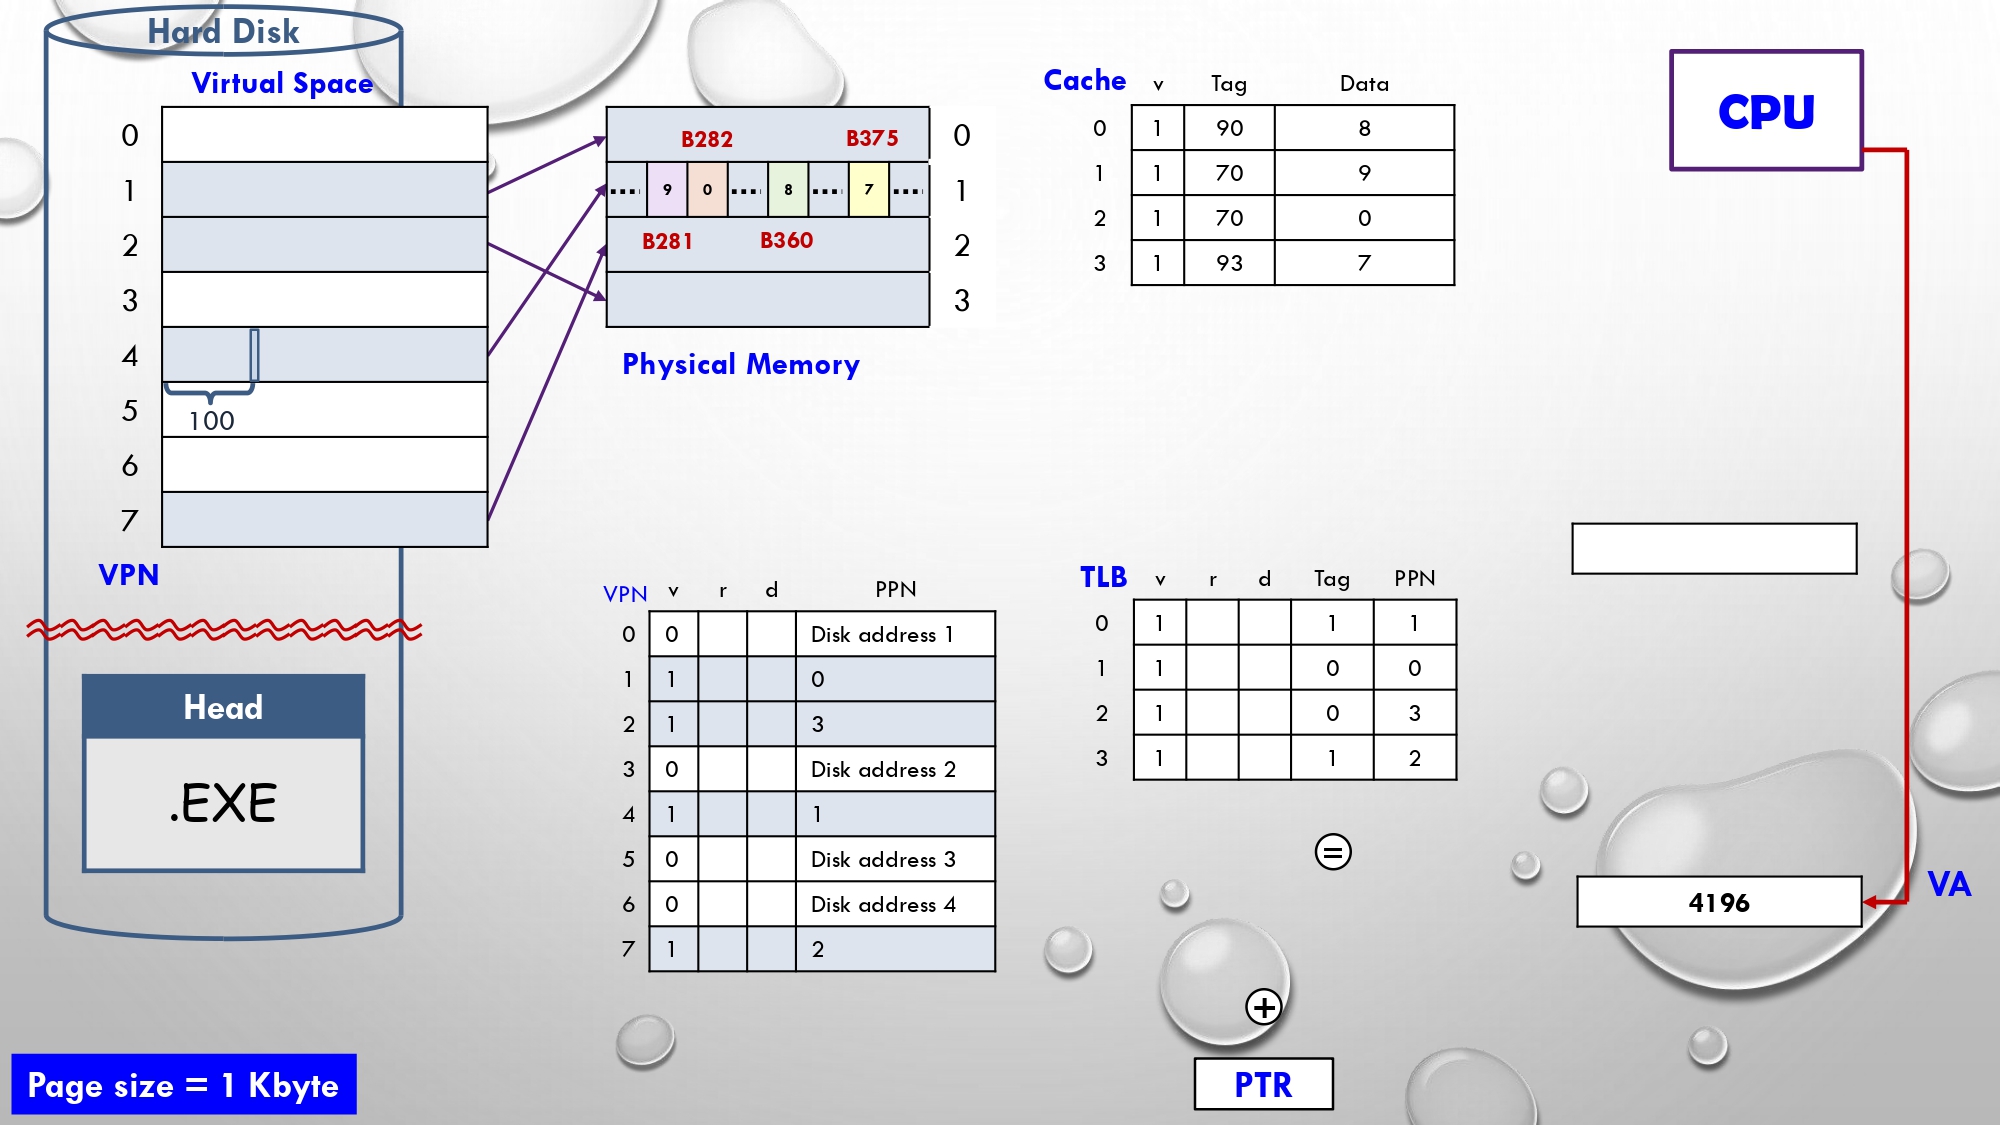 Hard Disk
Virtual Space
0
1
2
3
4
5
6
7
100
VPN
Head
.EXE
Page size = 1 Kbyte
B282 B375 0
.... 9 0 .... 8 .... 7 .... 1
B281 B360 2
3
Physical Memory
VPN v r d PPN
0 0 Disk address 1
1 1 0
2 1 3
3 0 Disk address 2
4 1 1
5 0 Disk address 3
6 0 Disk address 4
7 1 2
Cache v Tag Data
0 1 90 8
1 1 70 9
2 1 70 0
3 1 93 7
TLB v r d Tag PPN
0 1 1 1
1 1 0 0
2 1 0 3
3 1 1 2
=
+
PTR
CPU
VA
4196